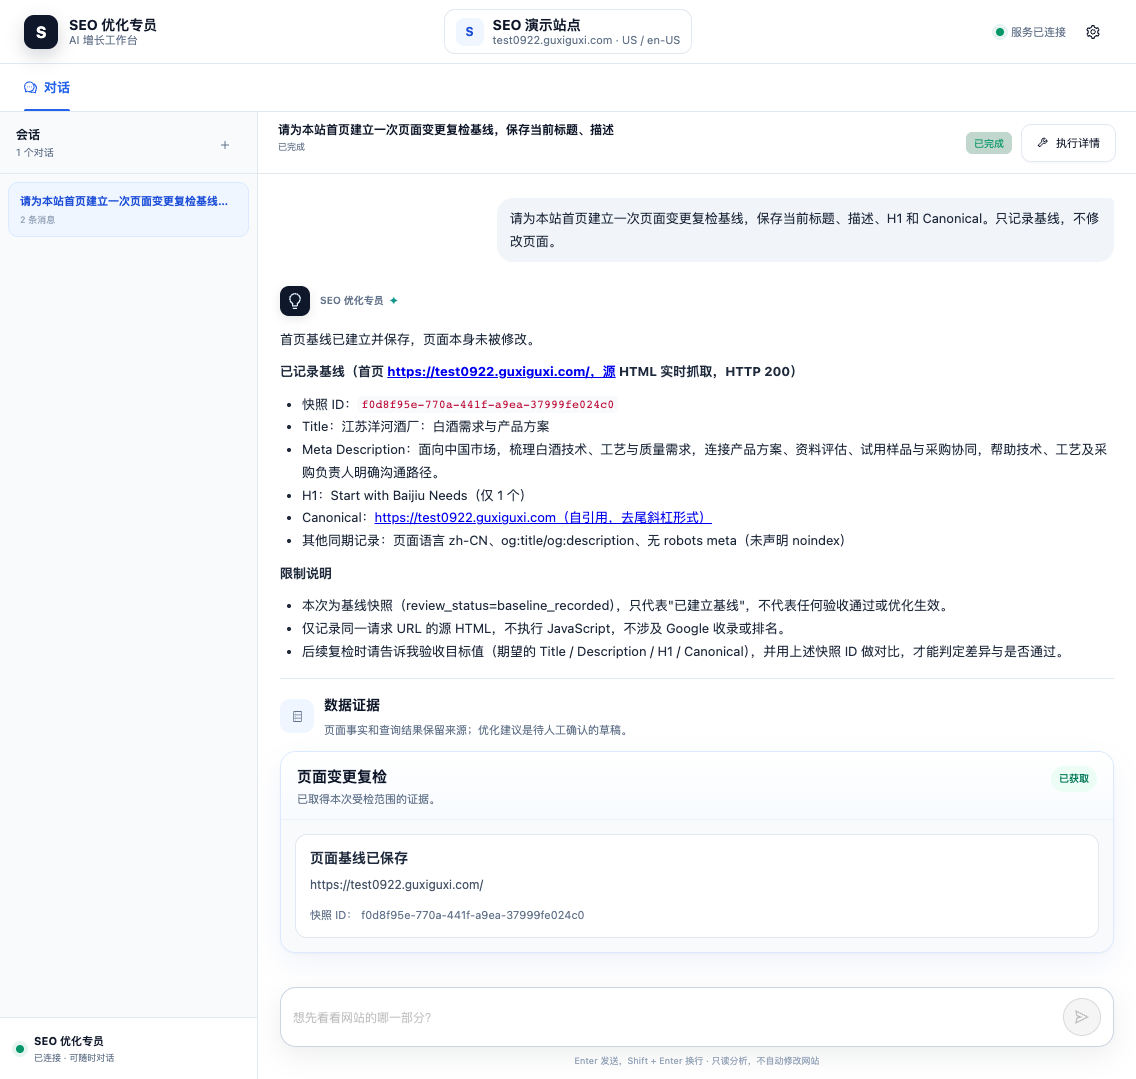 S
SEO 优化专员
AI 增长工作台
S
SEO 演示站点
test0922.guxiguxi.com · US / en-US
服务已连接
对话
会话
1 个对话
+
请为本站首页建立一次页面变更复检基线...
2 条消息
请为本站首页建立一次页面变更复检基线，保存当前标题、描述
已完成
已完成
执行详情
请为本站首页建立一次页面变更复检基线，保存当前标题、描述、H1 和 Canonical。只记录基线，不修
改页面。
SEO 优化专员
首页基线已建立并保存，页面本身未被修改。
已记录基线（首页 https://test0922.guxiguxi.com/，源 HTML 实时抓取，HTTP 200）
快照 ID： f0d8f95e-770a-441f-a9ea-37999fe024c0
Title：江苏洋河酒厂：白酒需求与产品方案
Meta Description：面向中国市场，梳理白酒技术、工艺与质量需求，连接产品方案、资料评估、试用样品与采购协同，帮助技术、工艺及采
购负责人明确沟通路径。
H1：Start with Baijiu Needs（仅 1 个）
Canonical：https://test0922.guxiguxi.com（自引用，去尾斜杠形式）
其他同期记录：页面语言 zh-CN、og:title/og:description、无 robots meta（未声明 noindex）
限制说明
本次为基线快照（review_status=baseline_recorded），只代表"已建立基线"，不代表任何验收通过或优化生效。
仅记录同一请求 URL 的源 HTML，不执行 JavaScript，不涉及 Google 收录或排名。
后续复检时请告诉我验收目标值（期望的 Title / Description / H1 / Canonical），并用上述快照 ID 做对比，才能判定差异与是否通过。
数据证据
页面事实和查询结果保留来源；优化建议是待人工确认的草稿。
页面变更复检
已取得本次受检范围的证据。
已获取
页面基线已保存
https://test0922.guxiguxi.com/
快照 ID： f0d8f95e-770a-441f-a9ea-37999fe024c0
想先看看网站的哪一部分?
Enter 发送，Shift + Enter 换行 · 只读分析，不自动修改网站
SEO 优化专员
已连接 · 可随时对话